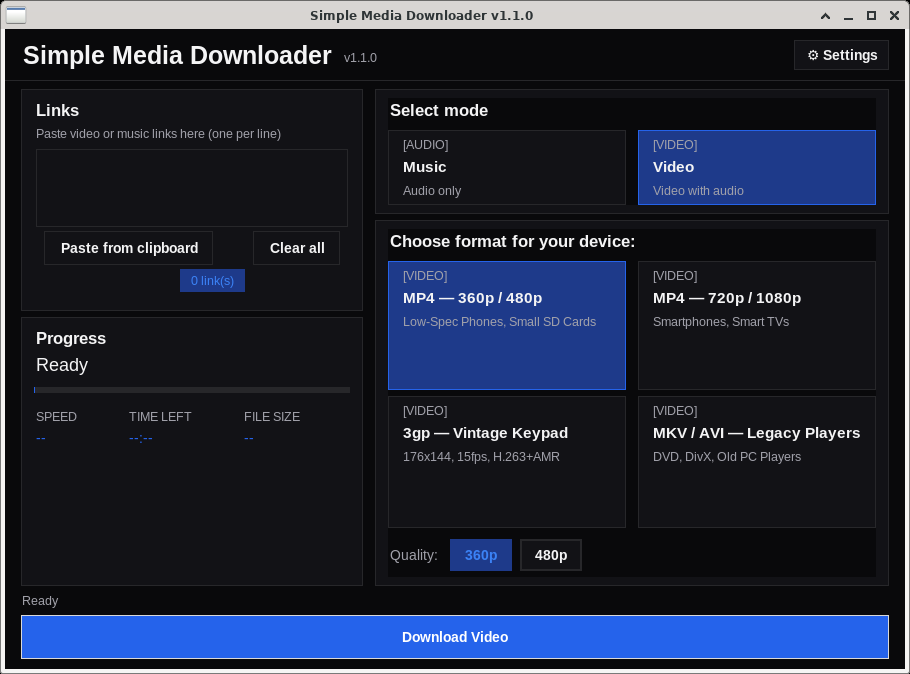 Simple Media Downloader v1.1.0
Simple Media Downloader v1.1.0
⚙ Settings
Links
Paste video or music links here (one per line)
Paste from clipboard
Clear all
0 link(s)
Progress
Ready
SPEED TIME LEFT FILE SIZE
-- --:-- --
Select mode
[AUDIO]
Music
Audio only
[VIDEO]
Video
Video with audio
Choose format for your device:
[VIDEO]
MP4 — 360p / 480p
Low-Spec Phones, Small SD Cards
[VIDEO]
MP4 — 720p / 1080p
Smartphones, Smart TVs
[VIDEO]
3gp — Vintage Keypad
176x144, 15fps, H.263+AMR
[VIDEO]
MKV / AVI — Legacy Players
DVD, DivX, Old PC Players
Quality: 360p 480p
Ready
Download Video